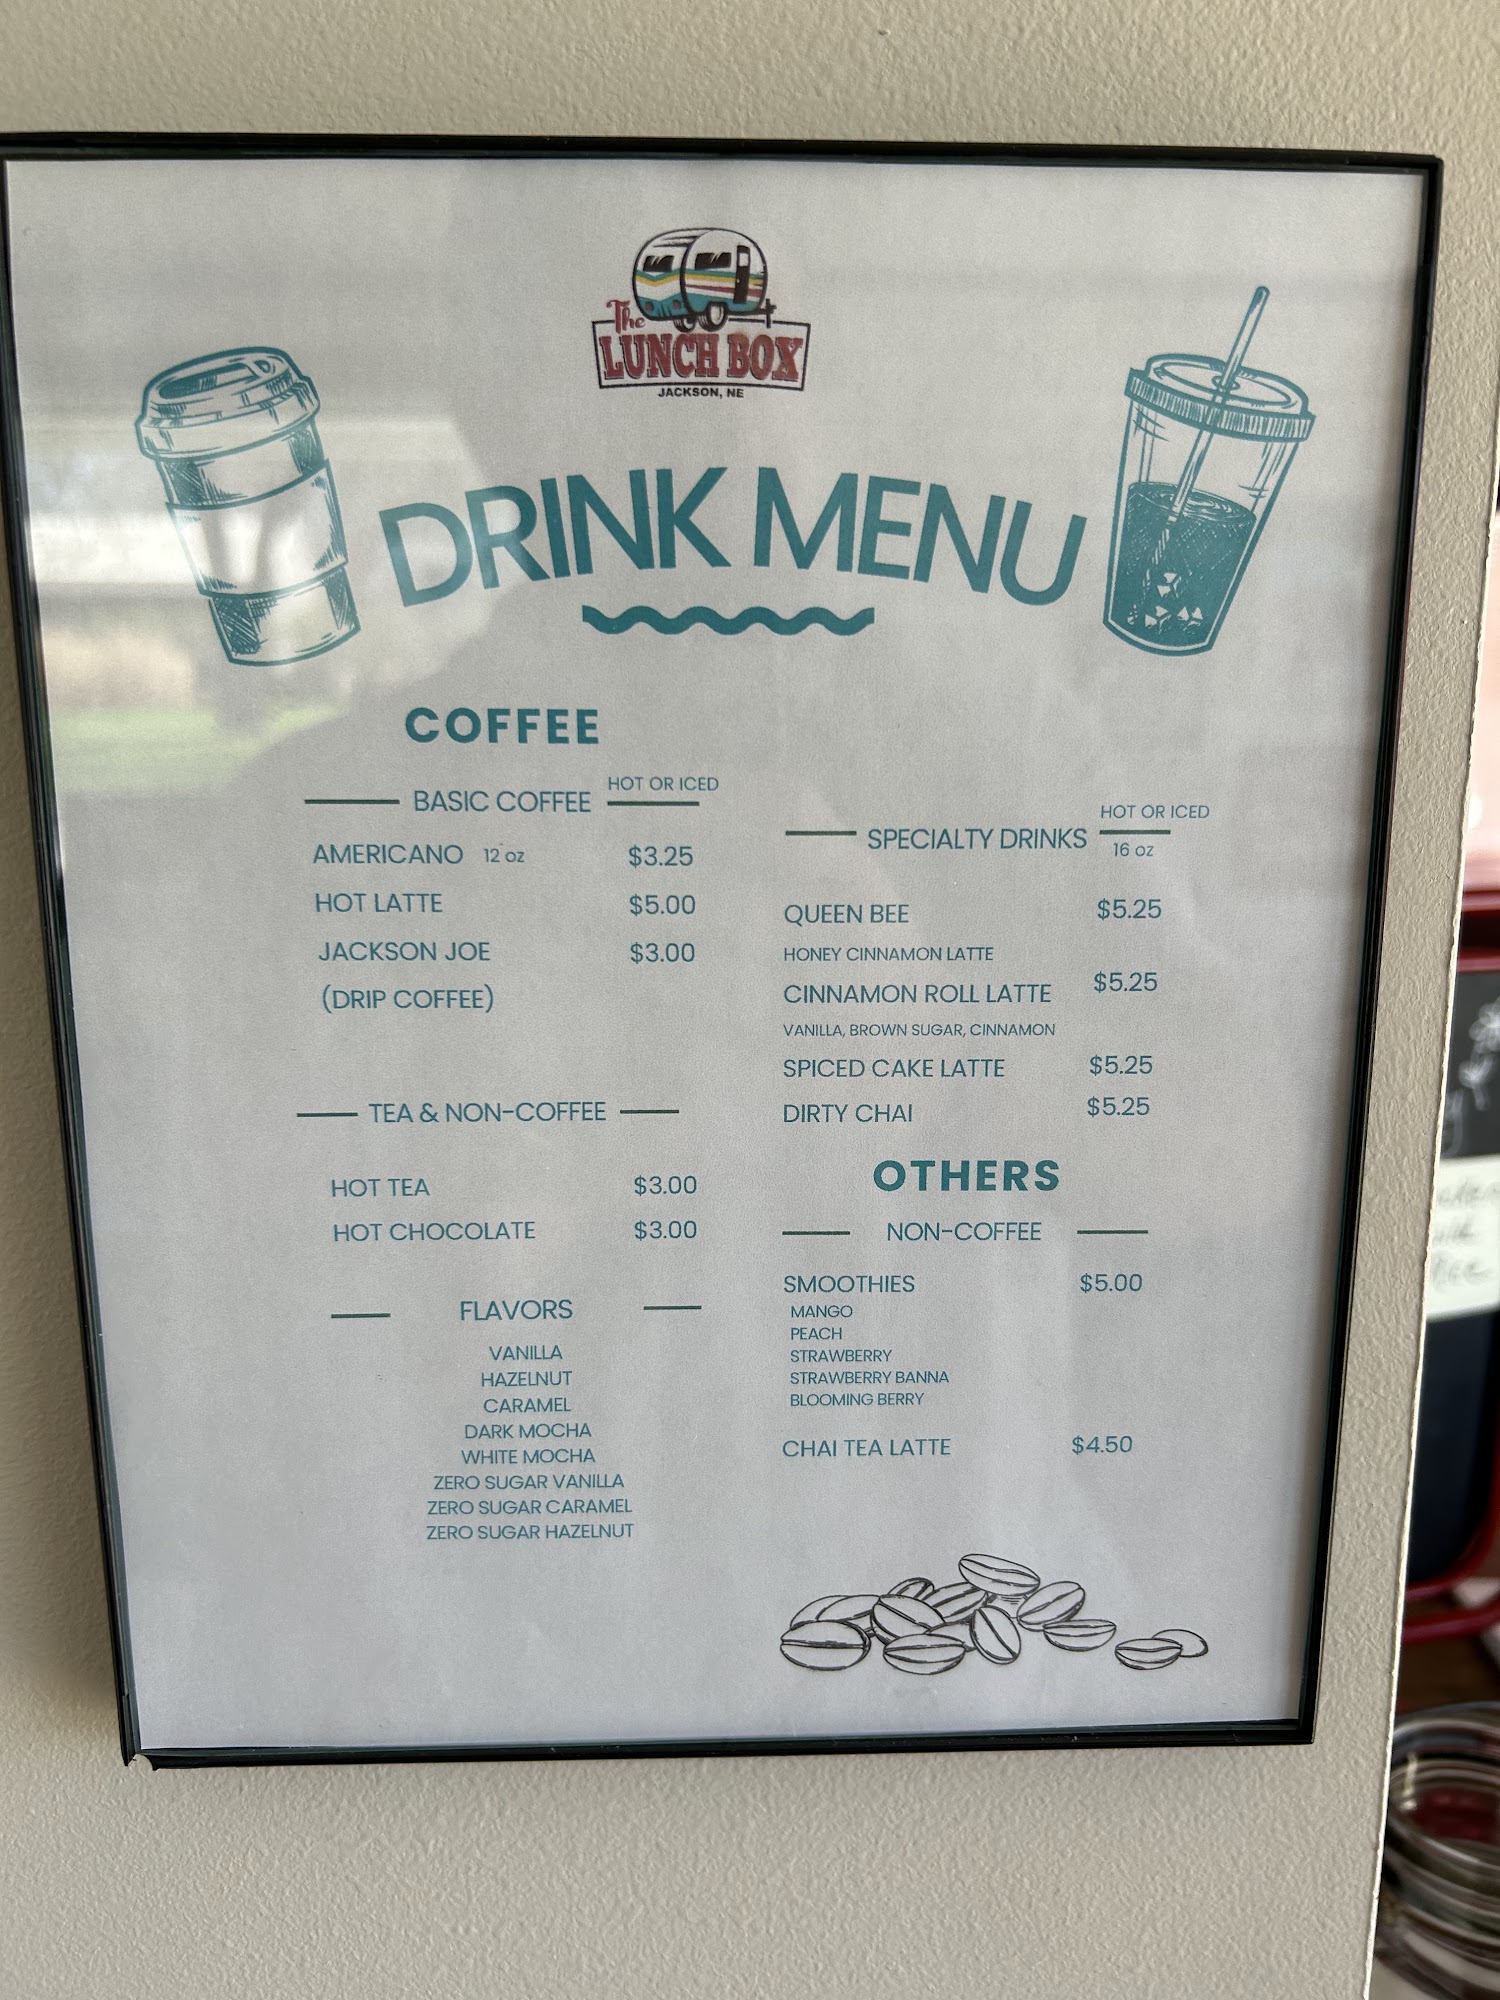 The
LUNCH BOX
JACKSON, NE
DRINK MENU
COFFEE
BASIC COFFEE HOT OR ICED
AMERICANO 12 oz $3.25
HOT LATTE $5.00
JACKSON JOE $3.00
(DRIP COFFEE)
TEA & NON-COFFEE
HOT TEA $3.00
HOT CHOCOLATE $3.00
FLAVORS
VANILLA
HAZELNUT
CARAMEL
DARK MOCHA
WHITE MOCHA
ZERO SUGAR VANILLA
ZERO SUGAR CARAMEL
ZERO SUGAR HAZELNUT
HOT OR ICED
SPECIALTY DRINKS 16 oz
QUEEN BEE $5.25
HONEY CINNAMON LATTE
CINNAMON ROLL LATTE $5.25
VANILLA, BROWN SUGAR, CINNAMON
SPICED CAKE LATTE $5.25
DIRTY CHAI $5.25
OTHERS
NON-COFFEE
SMOOTHIES $5.00
MANGO
PEACH
STRAWBERRY
STRAWBERRY BANNA
BLOOMING BERRY
CHAI TEA LATTE $4.50